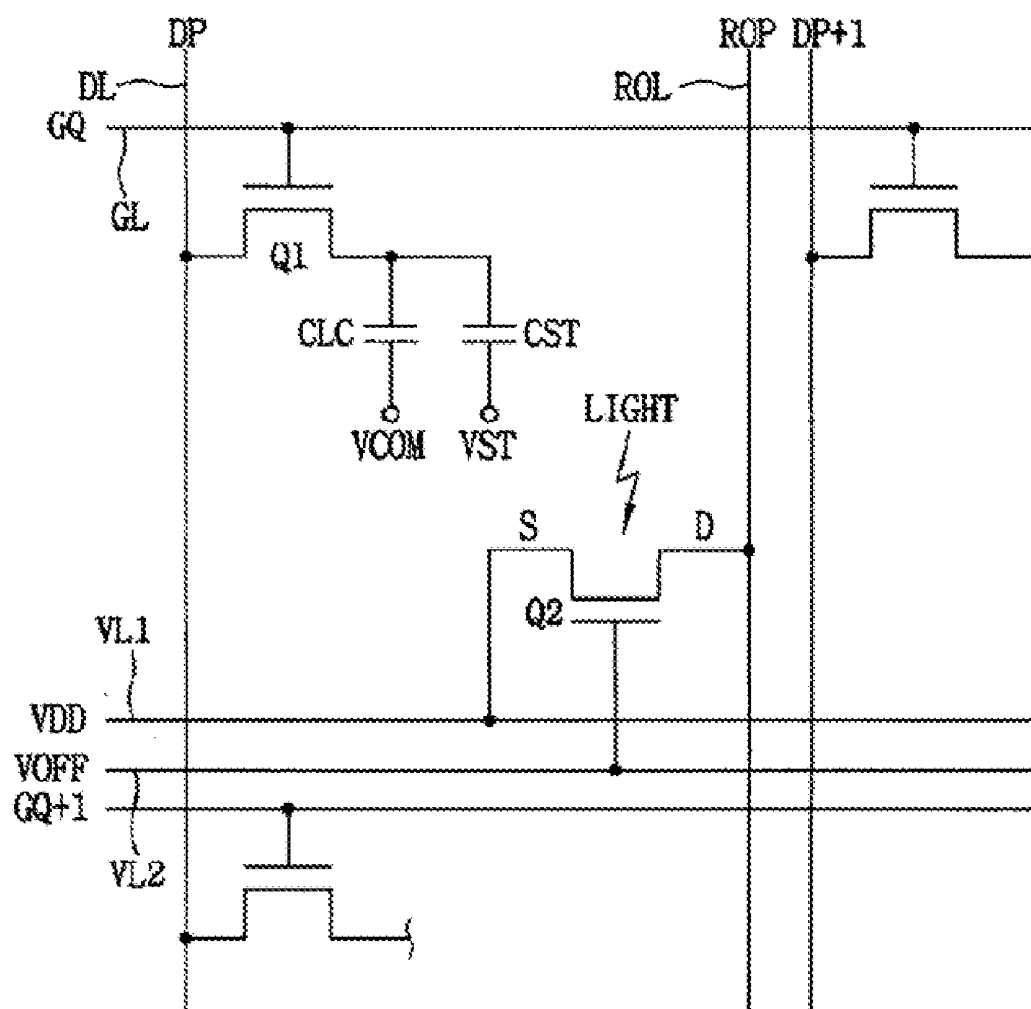 DP ROP DP+1
DL ROL
GQ
GL
Q1
CLC CST
VCOM VST LIGHT
S D
Q2
VL1
VDD
VOFF
GQ+1
VL2